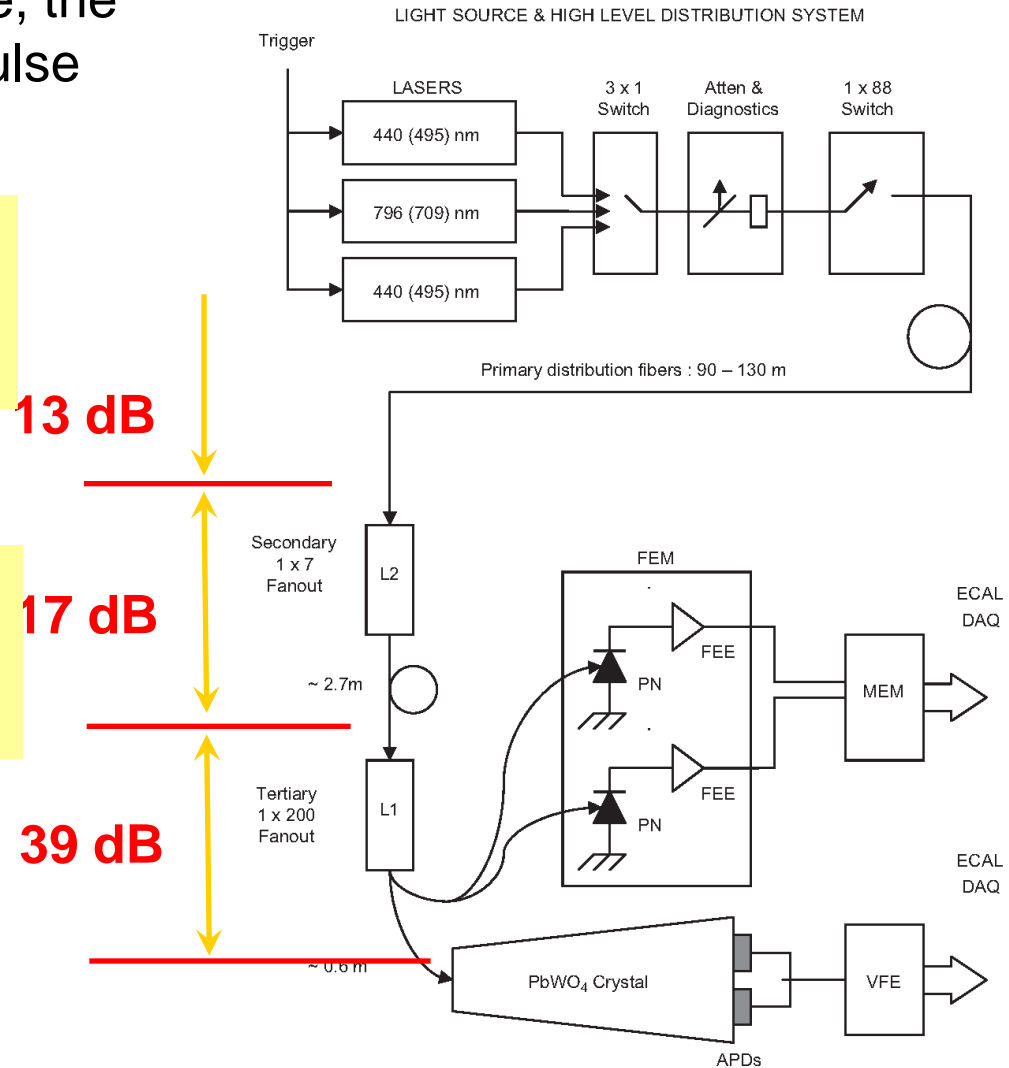 LIGHT SOURCE & HIGH LEVEL DISTRIBUTION SYSTEM
the
Trigger
LASERS
3 x 1
Switch
Atten &
Diagnostics
1 x 88
Switch
440 (495) nm
796 (709) nm
440 (495) nm
Primary distribution fibers : 90 – 130 m
13 dB
Secondary
1 x 7
Fanout
L2
17 dB
~ 2.7m
FEM
FEE
PN
FEE
PN
MEM
ECAL
DAQ
Tertiary
1 x 200
Fanout
L1
39 dB
~ 0.6 m
PbWO₄ Crystal
APDs
VFE
ECAL
DAQ